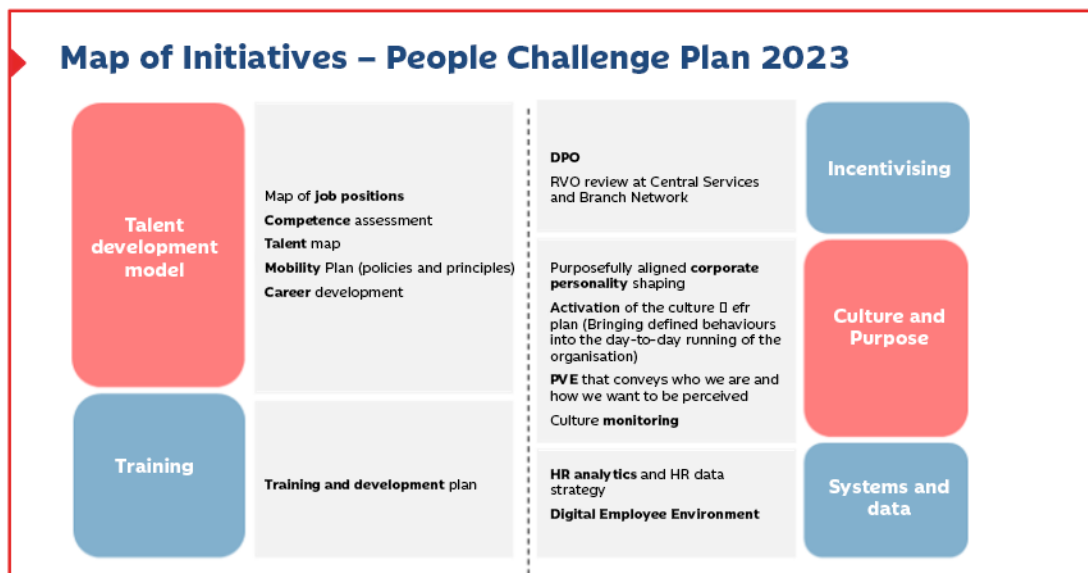 Map of Initiatives – People Challenge Plan 2023
Talent
development
model
Map of job positions
Competence assessment
Talent map
Mobility Plan (policies and principles)
Career development
Training
Training and development plan
DPO
RVO review at Central Services
and Branch Network
Incentivising
Purposefully aligned corporate
personality shaping
Activation of the culture ▯ efr
plan (Bringing defined behaviours
into the day-to-day running of the
organisation)
PVE that conveys who we are and
how we want to be perceived
Culture monitoring
Culture and
Purpose
HR analytics and HR data
strategy
Digital Employee Environment
Systems and
data